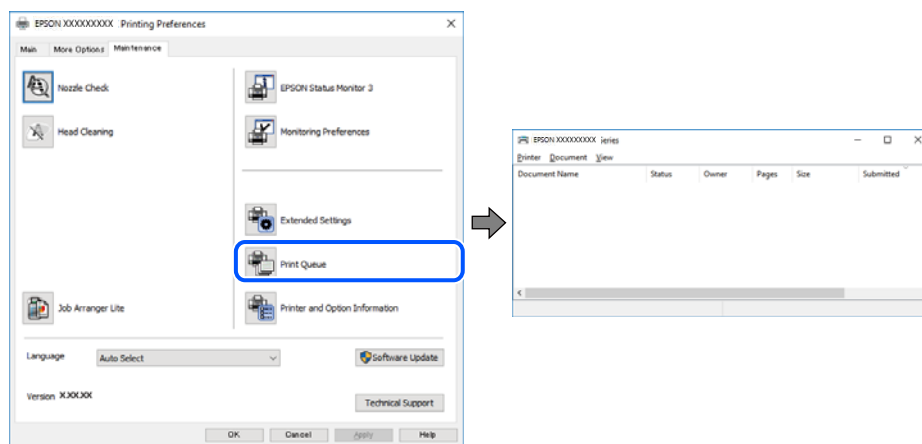 EPSON XXXXXXXXX Printing Preferences
Main More Options Maintenance
Nozzle Check
EPSON Status Monitor 3
Head Cleaning
Monitoring Preferences
Extended Settings
Print Queue
Job Arranger Lite
Printer and Option Information
Language Auto Select
Software Update
Version X.XX.XX
Technical Support
OK Cancel Apply Help
EPSON XXXXXXXXX ieries
Printer Document View
Document Name Status Owner Pages Size Submitted